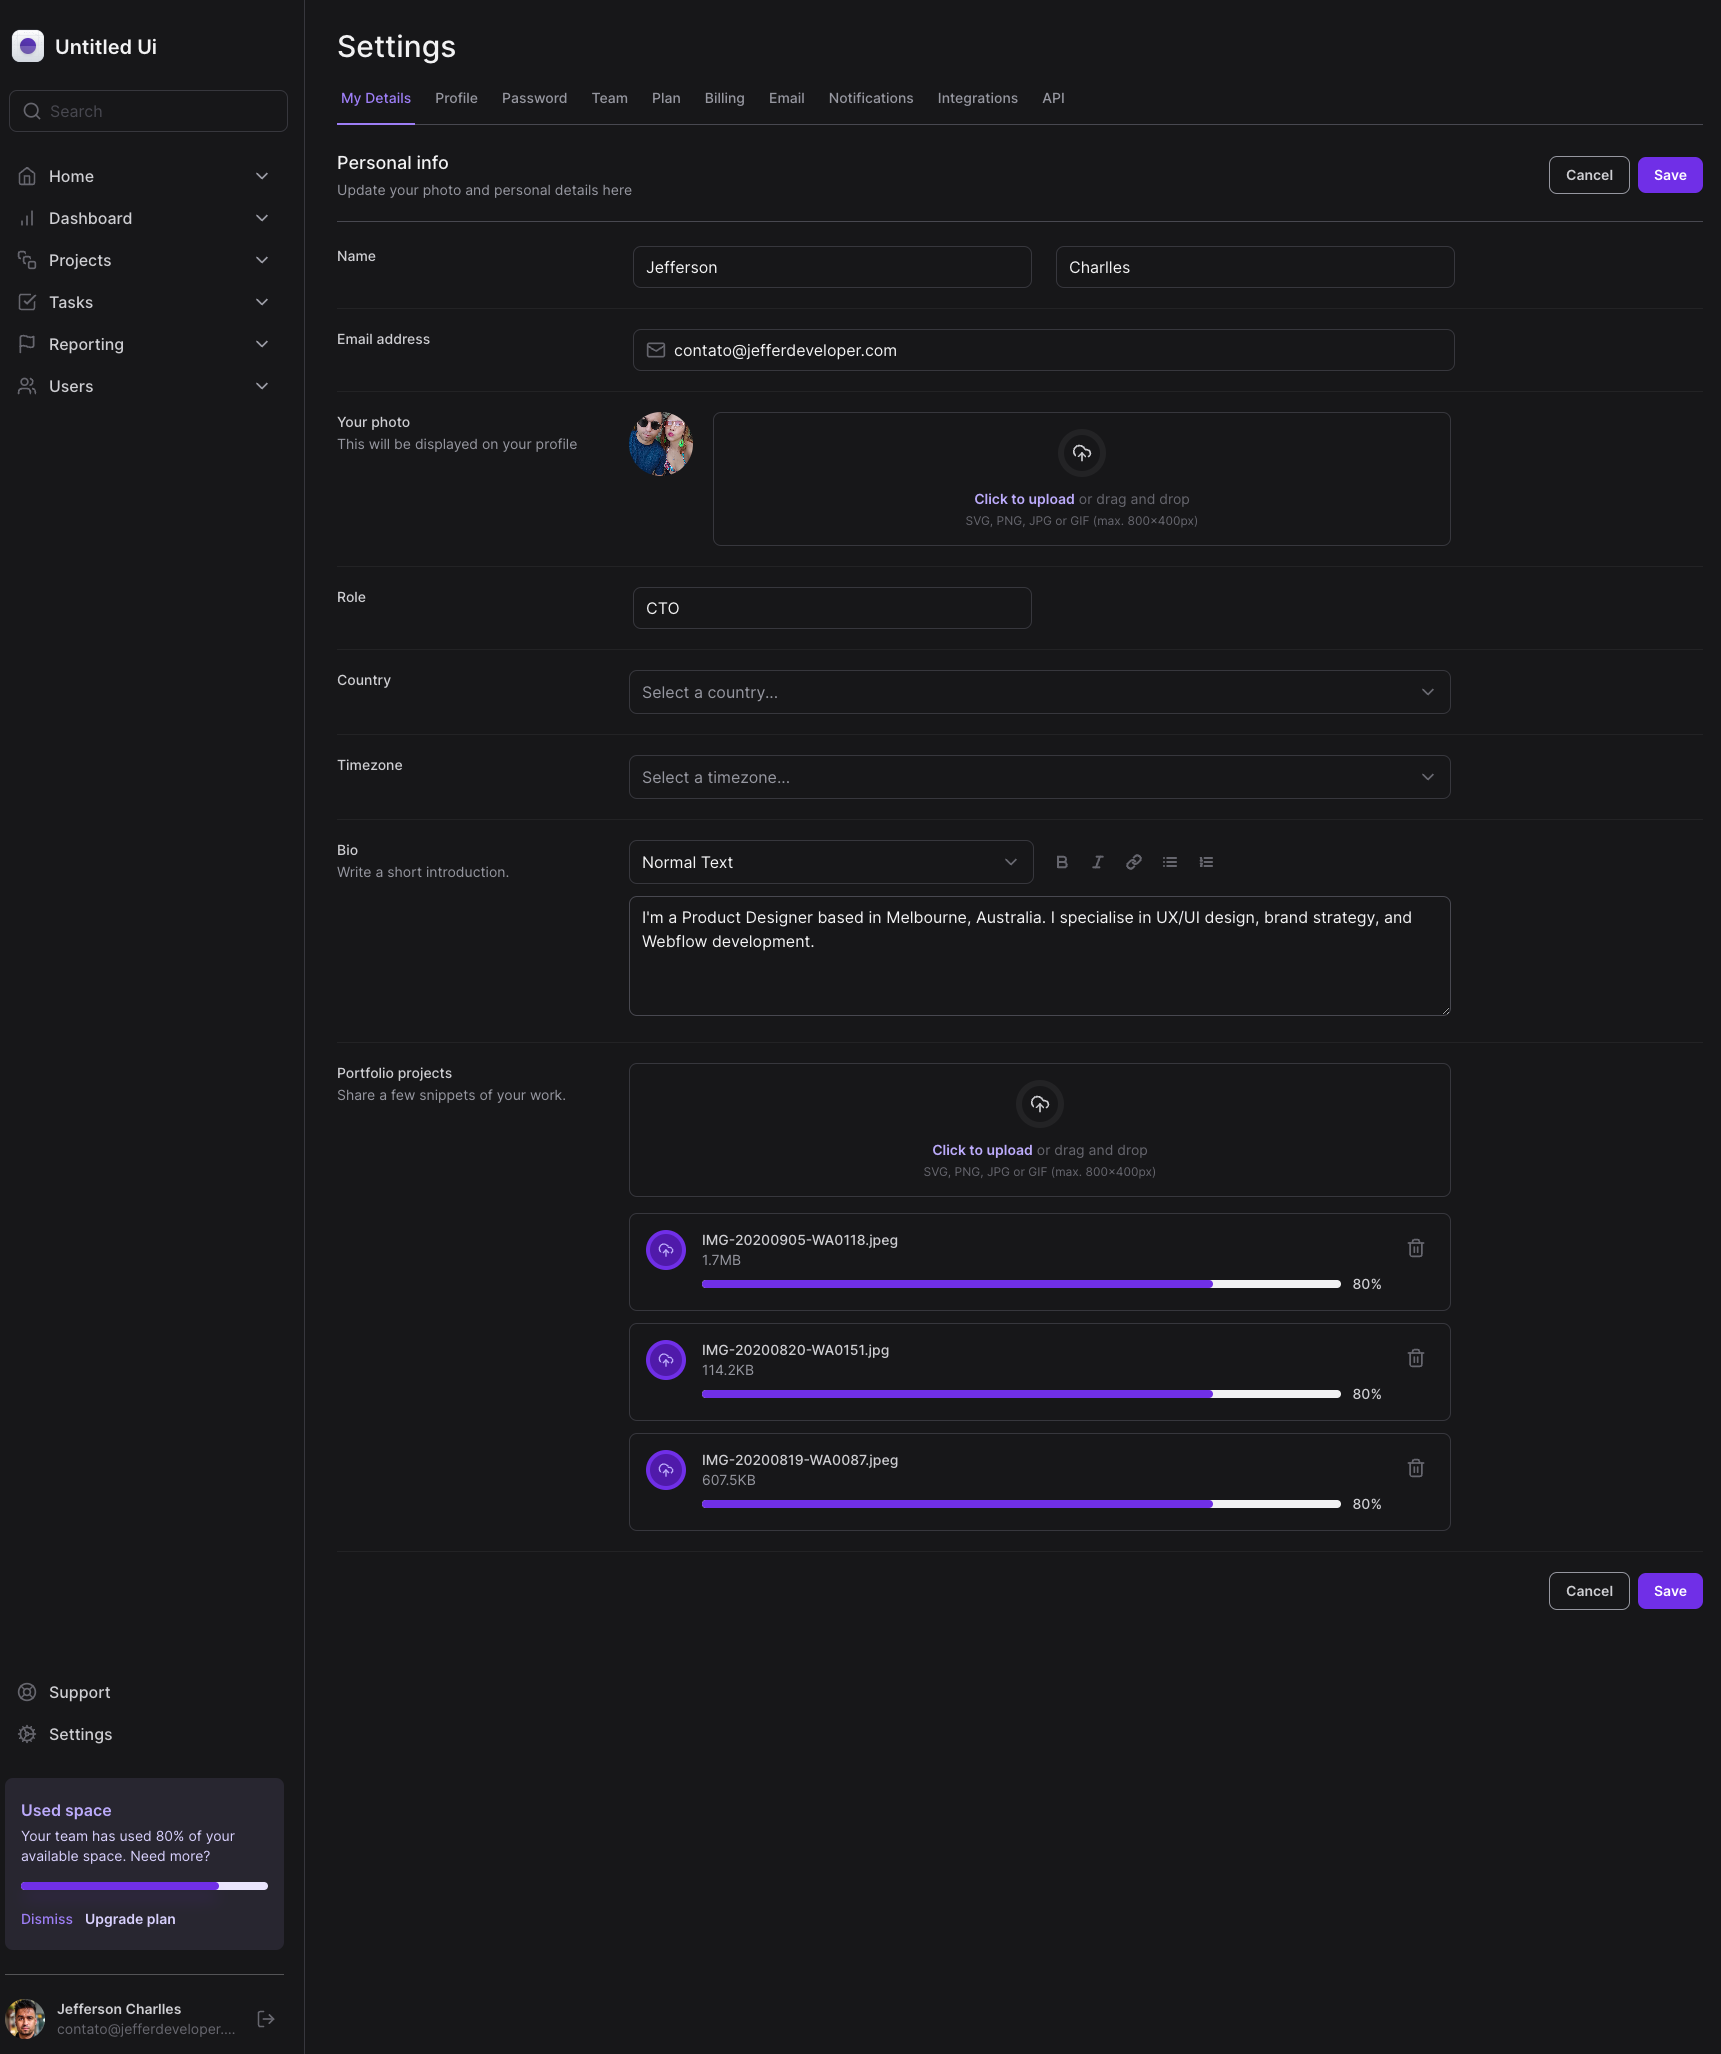 Untitled Ui
Search
Home
Dashboard
Projects
Tasks
Reporting
Users
Support
Settings
Used space
Your team has used 80% of your
available space. Need more?
Dismiss Upgrade plan
Jefferson Charlles
contato@jefferdeveloper....
Settings
My Details Profile Password Team Plan Billing Email Notifications Integrations API
Personal info
Update your photo and personal details here
Cancel Save
Name
Jefferson Charlles
Email address
contato@jefferdeveloper.com
Your photo
This will be displayed on your profile
Click to upload or drag and drop
SVG, PNG, JPG or GIF (max. 800x400px)
Role
CTO
Country
Select a country...
Timezone
Select a timezone...
Bio
Write a short introduction.
Normal Text
I'm a Product Designer based in Melbourne, Australia. I specialise in UX/UI design, brand strategy, and
Webflow development.
Portfolio projects
Share a few snippets of your work.
Click to upload or drag and drop
SVG, PNG, JPG or GIF (max. 800x400px)
IMG-20200905-WA0118.jpeg
1.7MB
80%
IMG-20200820-WA0151.jpg
114.2KB
80%
IMG-20200819-WA0087.jpeg
607.5KB
80%
Cancel Save